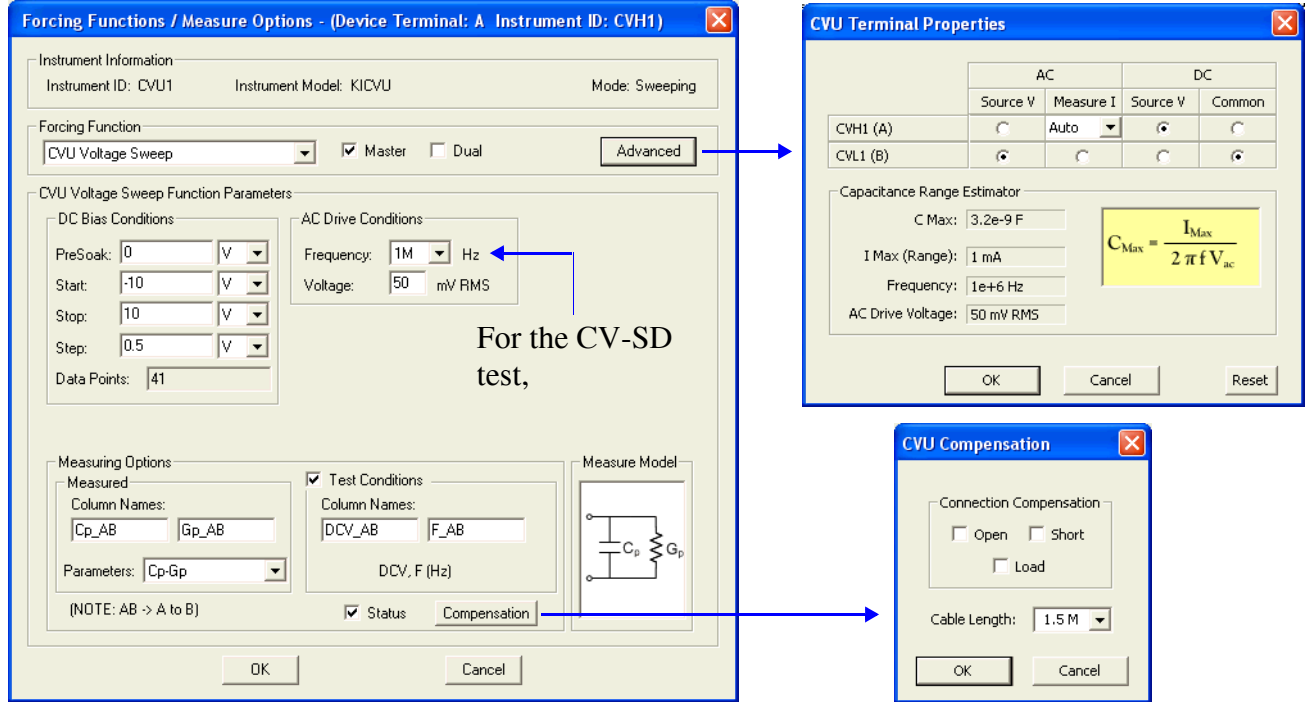 Forcing Functions / Measure Options - (Device Terminal: A Instrument ID: CVH1)
Instrument Information
Instrument ID: CVU1 Instrument Model: KICVU Mode: Sweeping
Forcing Function
CVU Voltage Sweep Master Dual Advanced
CVU Voltage Sweep Function Parameters
DC Bias Conditions
PreSoak: 0 V
Start: -10 V
Stop: 10 V
Step: 0.5 V
Data Points: 41
AC Drive Conditions
Frequency: 1M Hz
Voltage: 50 mV RMS
For the CV-SD
test,
Measuring Options
Measured
Column Names:
Cp_AB Gp_AB
Parameters: Cp-Gp
(NOTE: AB -> A to B)
Test Conditions
Column Names:
DCV_AB F_AB
DCV, F (Hz)
Status Compensation
Measure Model
Cp Gp
OK Cancel
CVU Terminal Properties
AC DC
Source V Measure I Source V Common
CVH1 (A) Auto
CVL1 (B)
Capacitance Range Estimator
C Max: 3.2e-9 F
I Max (Range): 1 mA
Frequency: 1e+6 Hz
AC Drive Voltage: 50 mV RMS
C_Max = I_Max / 2 π f V_ac
OK Cancel Reset
CVU Compensation
Connection Compensation
Open Short
Load
Cable Length: 1.5 M
OK Cancel